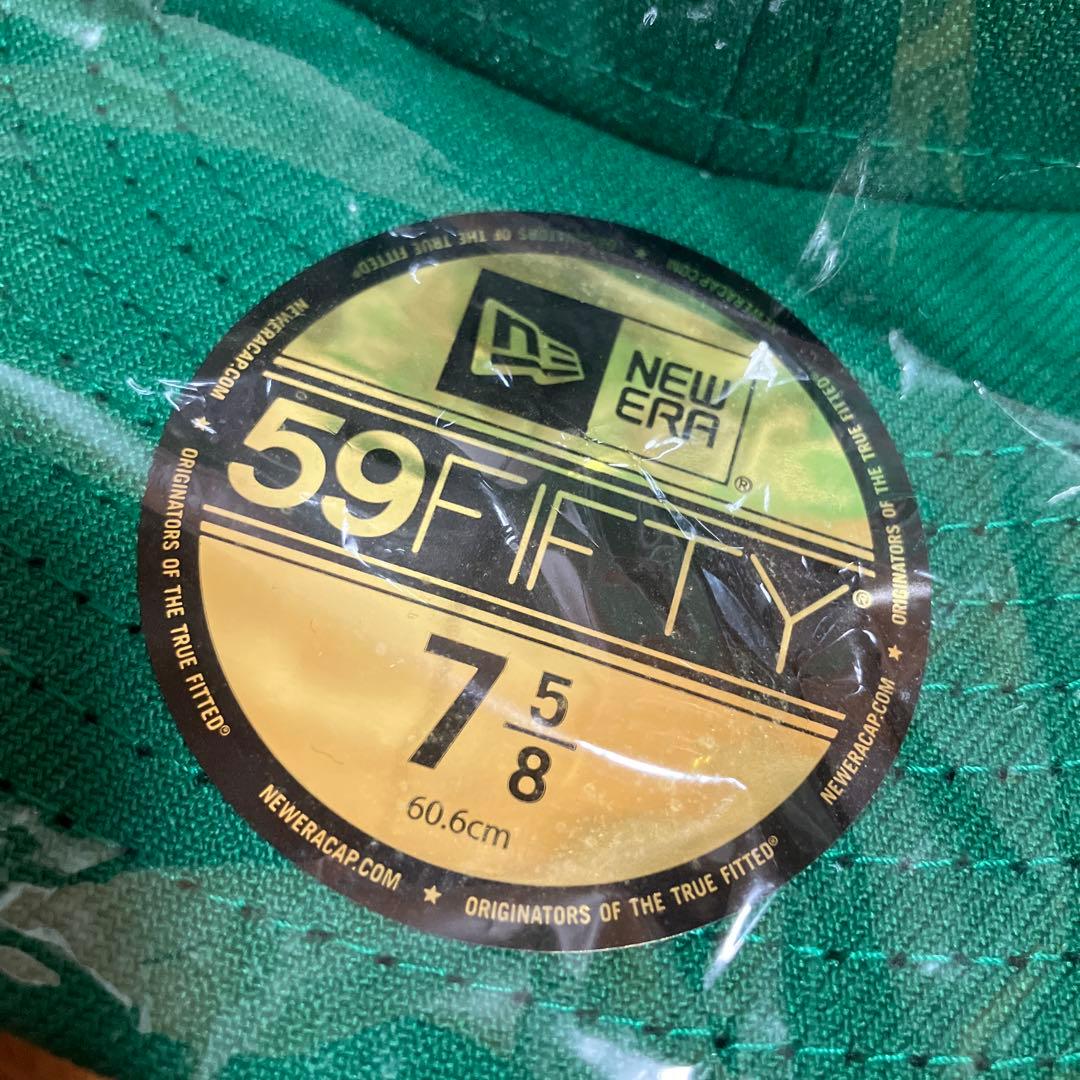 NEW
ERA
®
59FIFTY®
7 5/8
60.6cm
NEWERACAP.COM ★ ORIGINATORS OF THE TRUE FITTED®
NEWERACAP.COM ★ ORIGINATORS OF THE TRUE FITTED
NEWERACAP.COM ★ ORIGINATORS OF THE TRUE FITTED®
NEWERACAP.COM ★ ORIGINATORS OF THE TRUE FITTED®